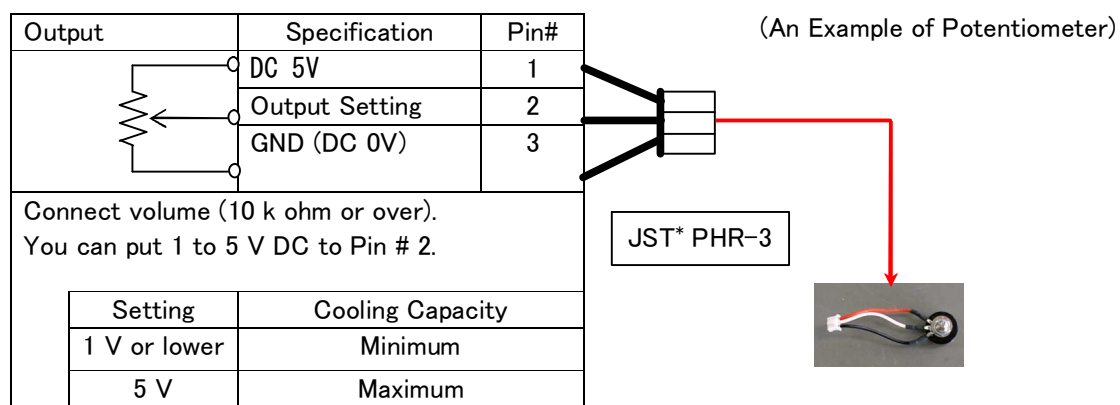 Output Specification Pin#
(An Example of Potentiometer)
DC 5V 1
Output Setting 2
GND (DC 0V) 3
Connect volume (10 k ohm or over).
You can put 1 to 5 V DC to Pin # 2.
JST* PHR-3
Setting Cooling Capacity
1 V or lower Minimum
5 V Maximum